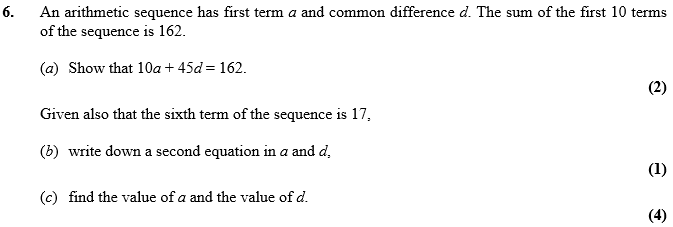 6. An arithmetic sequence has first term a and common difference d. The sum of the first 10 terms
of the sequence is 162.
(a) Show that 10a + 45d = 162.
(2)
Given also that the sixth term of the sequence is 17,
(b) write down a second equation in a and d,
(1)
(c) find the value of a and the value of d.
(4)